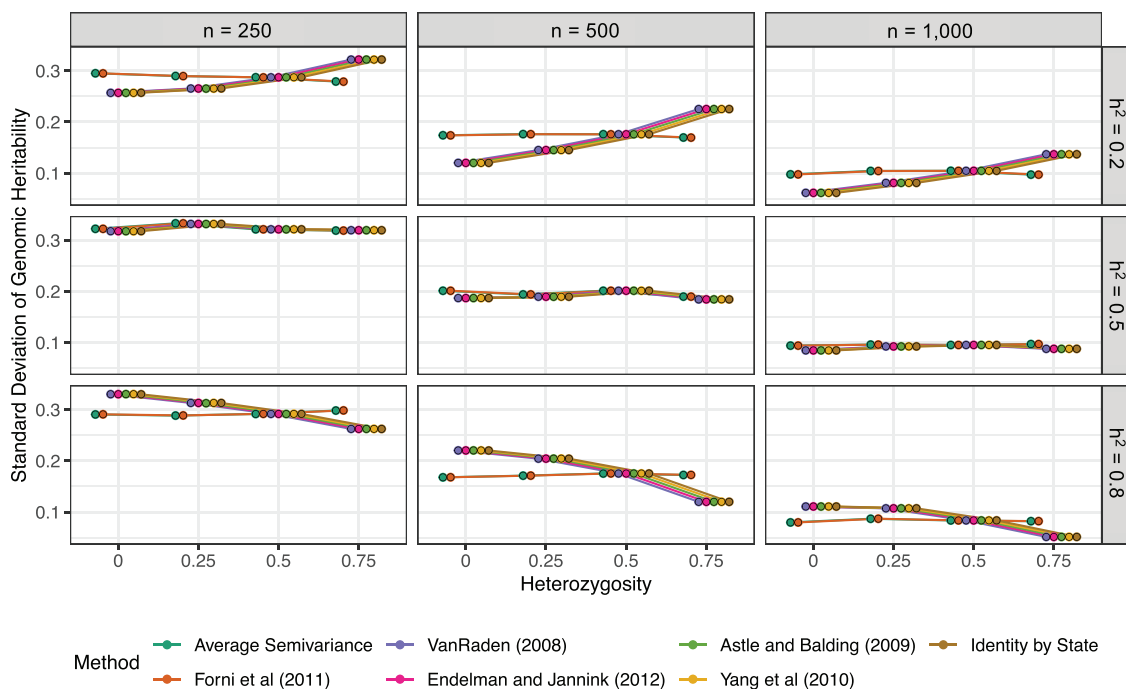 n = 250 n = 500 n = 1,000
Standard Deviation of Genomic Heritability
0.3
0.2
0.1
h² = 0.2
0.3
0.2
0.1
h² = 0.5
0.3
0.2
0.1
h² = 0.8
0 0.25 0.5 0.75 0 0.25 0.5 0.75 0 0.25 0.5 0.75
Heterozygosity
Method
Average Semivariance VanRaden (2008) Astle and Balding (2009) Identity by State
Forni et al (2011) Endelman and Jannink (2012) Yang et al (2010)